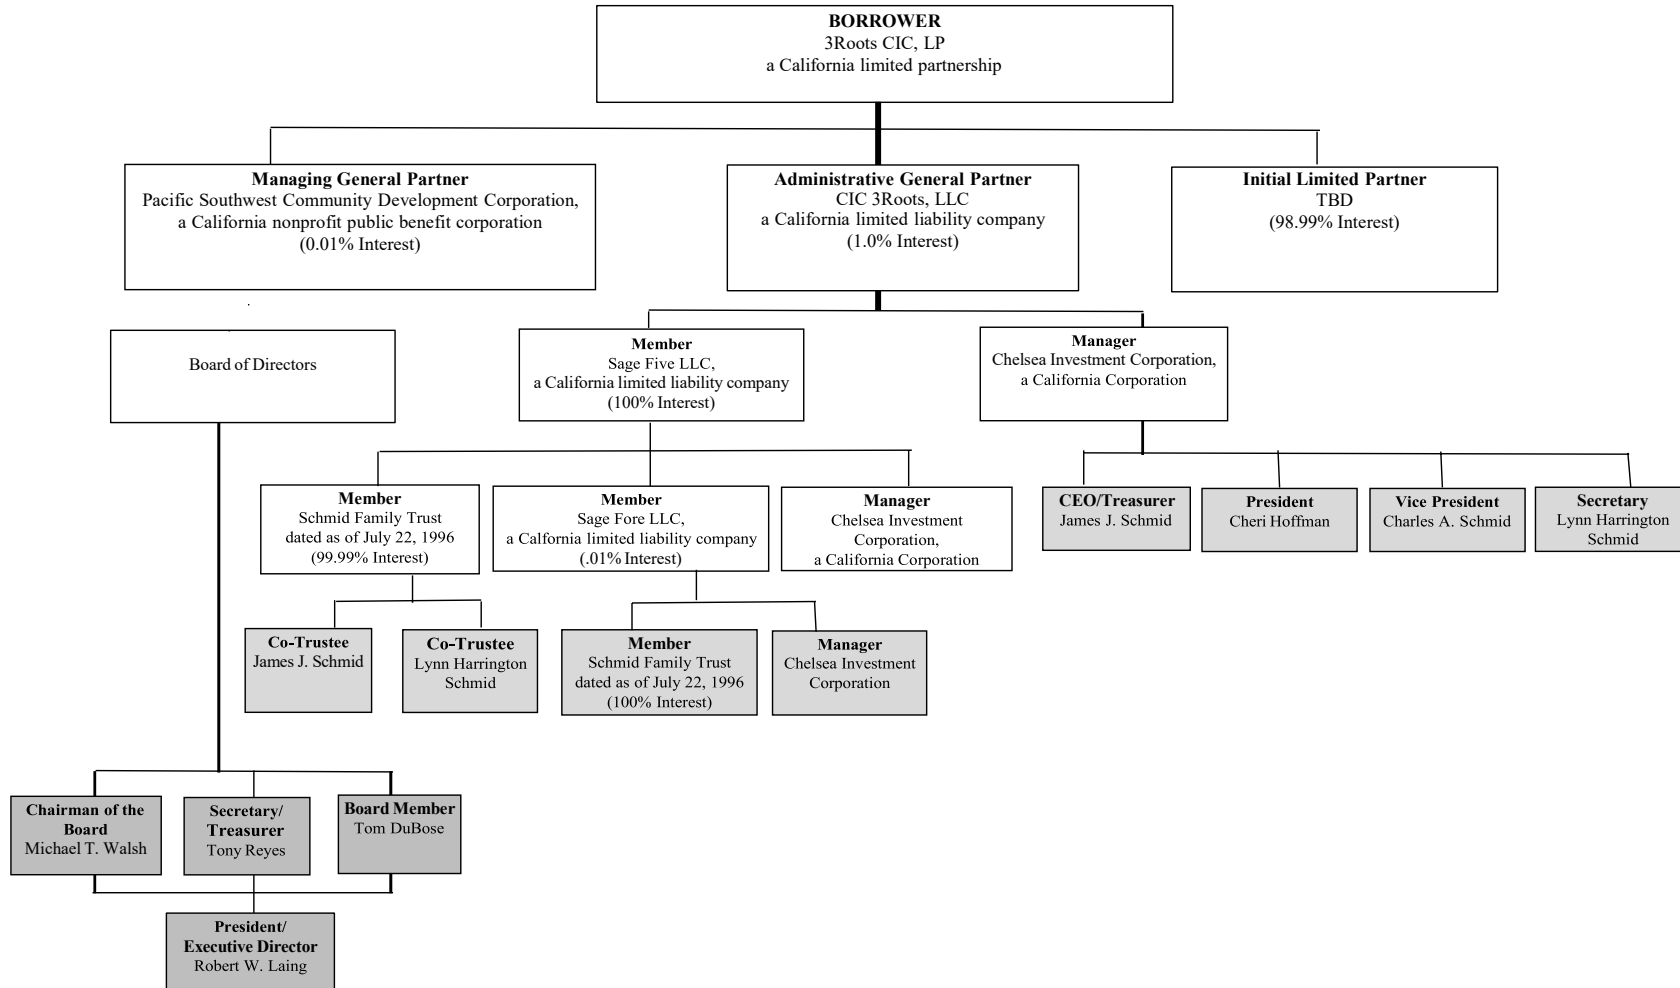 BORROWER
3Roots CIC, LP
a California limited partnership
Managing General Partner
Pacific Southwest Community Development Corporation,
a California nonprofit public benefit corporation
(0.01% Interest)
Administrative General Partner
CIC 3Roots, LLC
a California limited liability company
(1.0% Interest)
Initial Limited Partner
TBD
(98.99% Interest)
Board of Directors
Member
Sage Five LLC,
a California limited liability company
(100% Interest)
Manager
Chelsea Investment Corporation,
a California Corporation
Member
Schmid Family Trust
dated as of July 22, 1996
(99.99% Interest)
Member
Sage Fore LLC,
a Calfornia limited liability company
(.01% Interest)
Manager
Chelsea Investment
Corporation,
a California Corporation
CEO/Treasurer
James J. Schmid
President
Cheri Hoffman
Vice President
Charles A. Schmid
Secretary
Lynn Harrington
Schmid
Co-Trustee
James J. Schmid
Co-Trustee
Lynn Harrington
Schmid
Member
Schmid Family Trust
dated as of July 22, 1996
(100% Interest)
Manager
Chelsea Investment
Corporation
Chairman of the
Board
Michael T. Walsh
Secretary/
Treasurer
Tony Reyes
Board Member
Tom DuBose
President/
Executive Director
Robert W. Laing